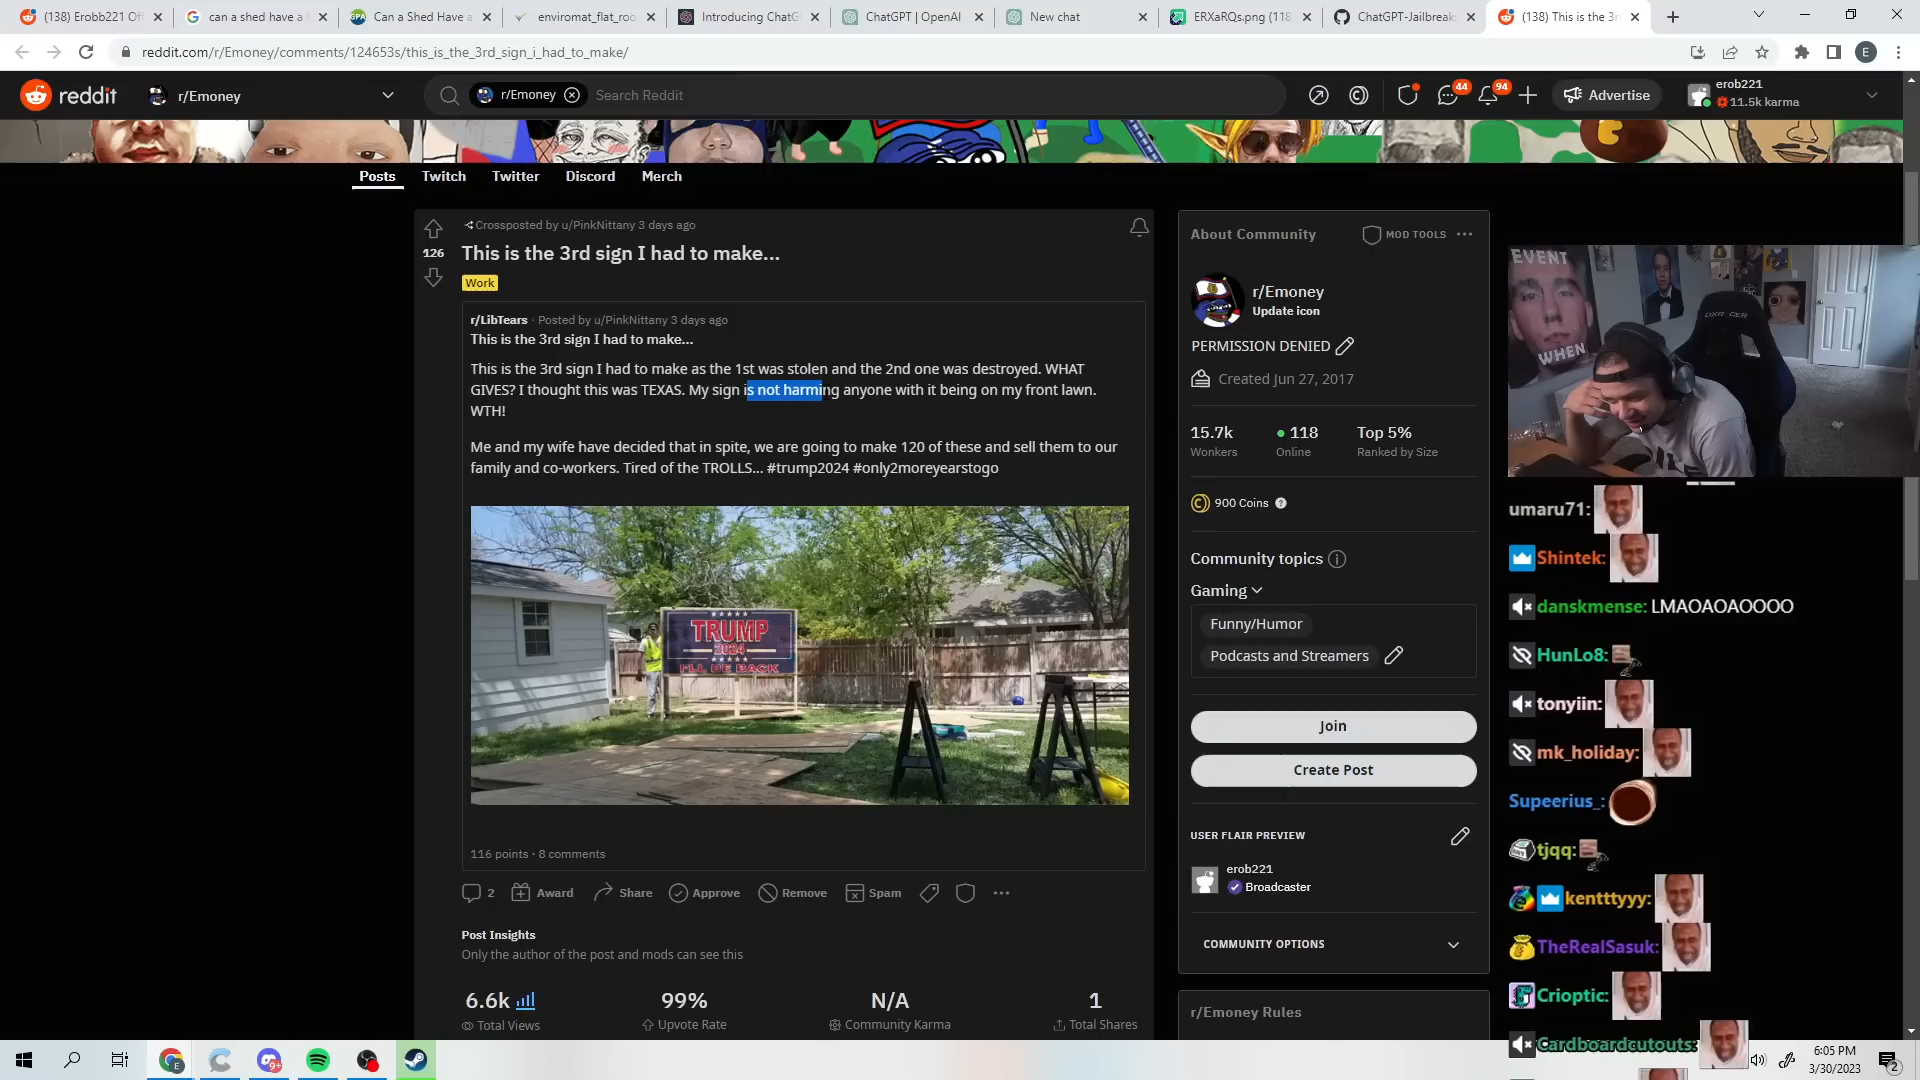 (138) Erobb221 Off
can a shed have a f
Can a Shed Have a
enviromat_flat_roo
Introducing ChatG
ChatGPT | OpenAI
New chat
ERXaRQs.png (118
ChatGPT-Jailbreak
(138) This is the 3r
reddit.com/r/Emoney/comments/124653s/this_is_the_3rd_sign_i_had_to_make/
E
reddit
r/Emoney
r/Emoney
Search Reddit
44
94
Advertise
erob221
11.5k karma
Posts
Twitch
Twitter
Discord
Merch
126
Crossposted by u/PinkNittany 3 days ago
This is the 3rd sign I had to make...
Work
r/LibTears · Posted by u/PinkNittany 3 days ago
This is the 3rd sign I had to make...
This is the 3rd sign I had to make as the 1st was stolen and the 2nd one was destroyed. WHAT
GIVES? I thought this was TEXAS. My sign is not harming anyone with it being on my front lawn.
WTH!
Me and my wife have decided that in spite, we are going to make 120 of these and sell them to our
family and co-workers. Tired of the TROLLS... #trump2024 #only2moreyearstogo
TRUMP
2024
I'LL BE BACK
116 points · 8 comments
2
Award
Share
Approve
Remove
Spam
Post Insights
Only the author of the post and mods can see this
6.6k
99%
N/A
1
Total Views
Upvote Rate
Community Karma
Total Shares
About Community
MOD TOOLS
r/Emoney
Update icon
PERMISSION DENIED
Created Jun 27, 2017
15.7k
118
Top 5%
Wonkers
Online
Ranked by Size
900 Coins
Community topics
Gaming
Funny/Humor
Podcasts and Streamers
Join
Create Post
USER FLAIR PREVIEW
erob221
Broadcaster
COMMUNITY OPTIONS
r/Emoney Rules
EVENT
WHEN
DXRACER
umaru71:
Shintek:
danskmense: LMAOAOAOOOO
HunLo8:
tonyiin:
mk_holiday:
Supeerius_:
tjqq:
kentttyyy:
TheRealSasuk:
Crioptic:
Cardboardcutouts:
9+
6:05 PM
3/30/2023
2